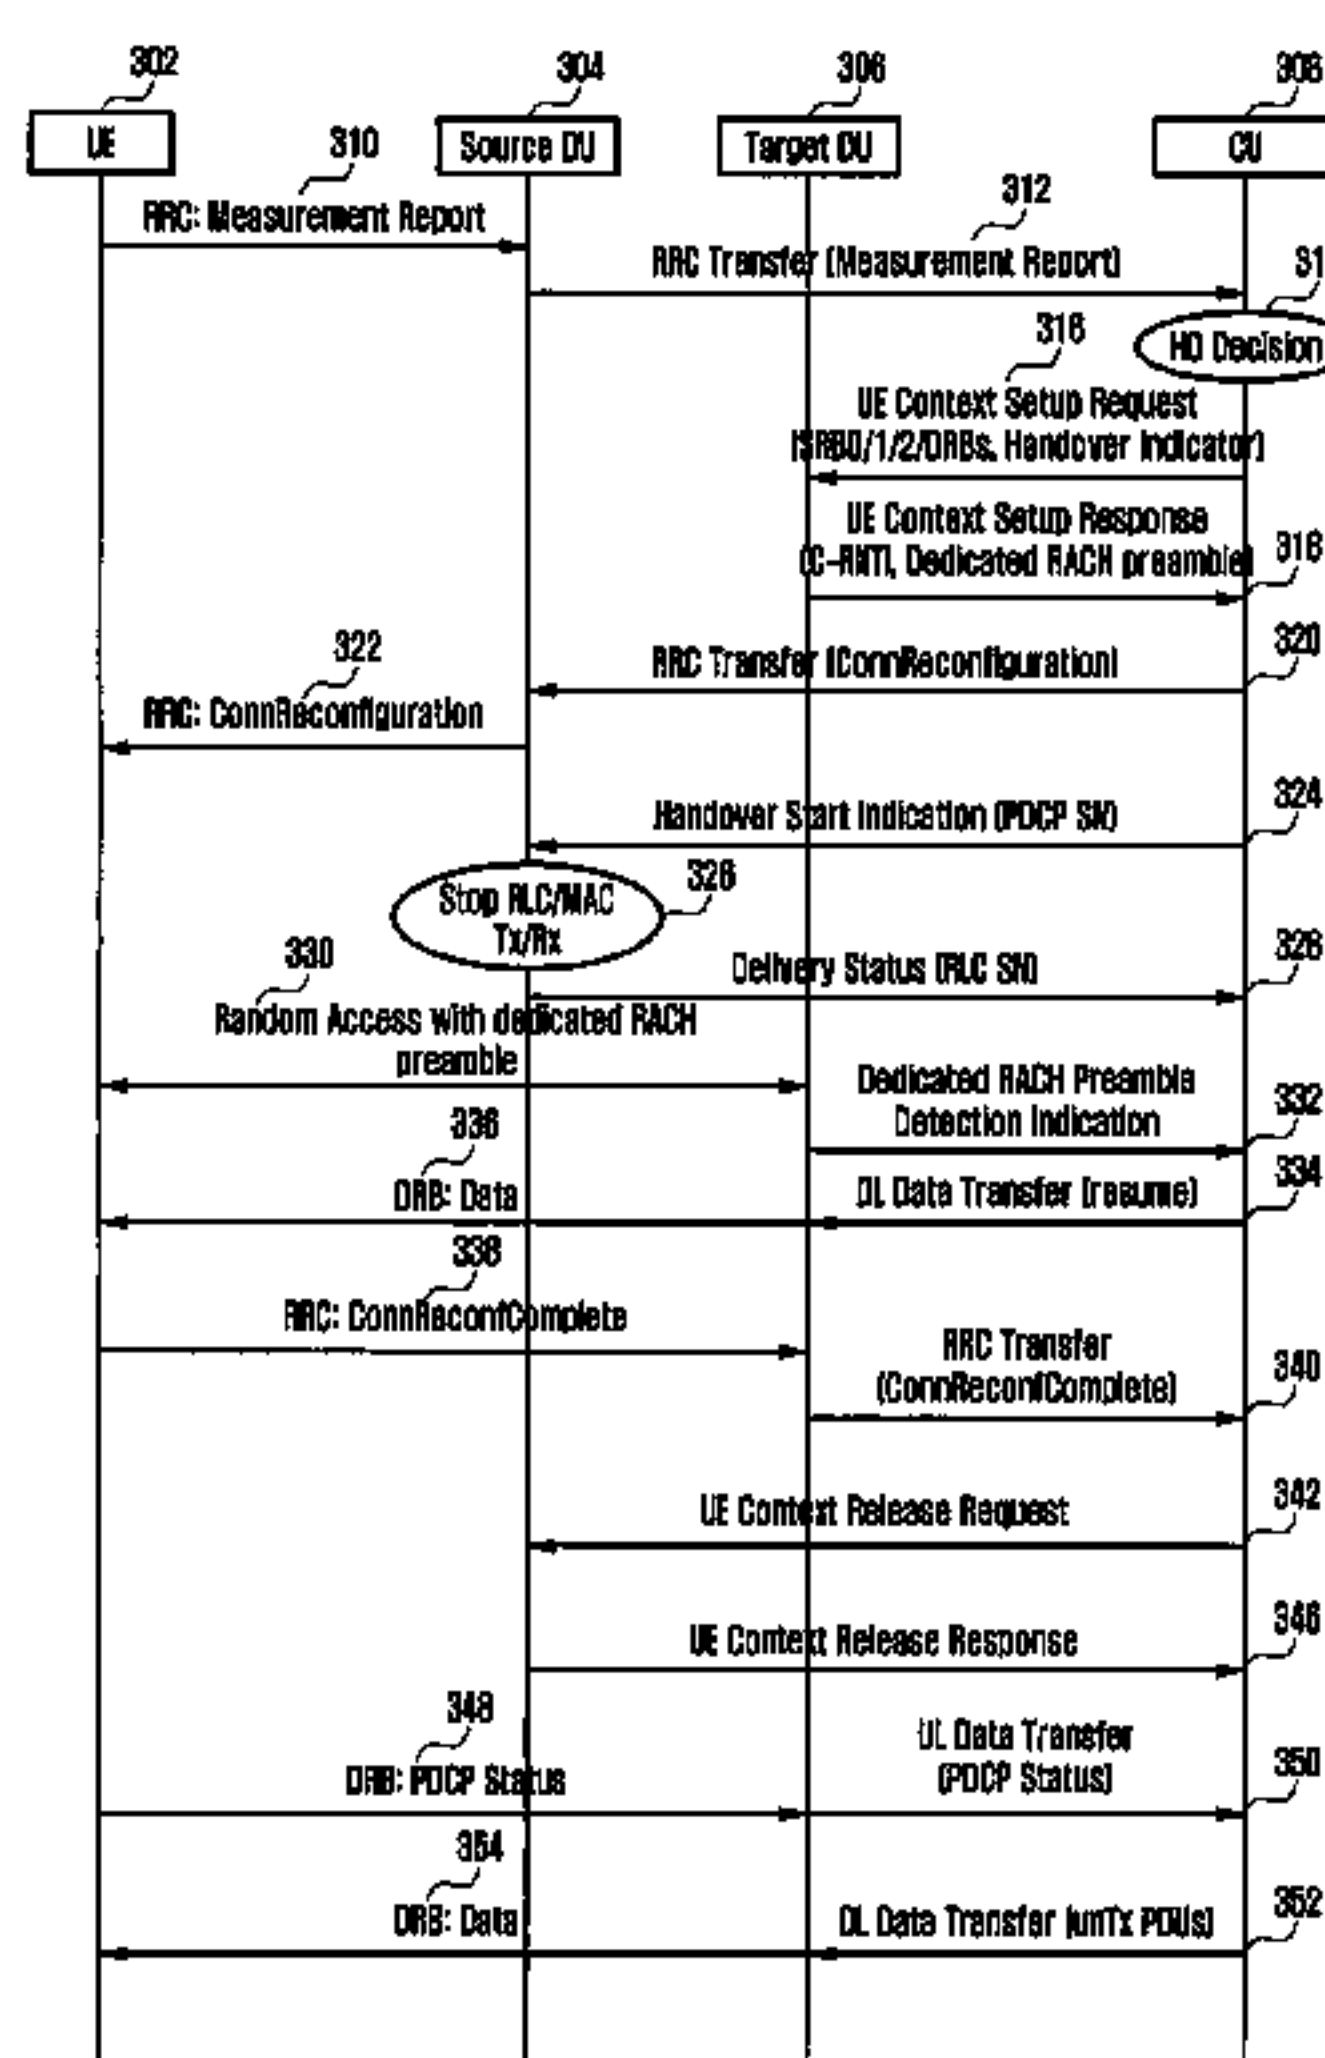 302
304
306
308
UE
Source DU
Target DU
CU
310
RRC: Measurement Report
312
RRC Transfer (Measurement Report)
31
HO Decision
316
UE Context Setup Request
(SRB0/1/2/DRBs, Handover Indicator)
UE Context Setup Response
(C-RNTI, Dedicated RACH preamble)
318
320
RRC Transfer (ConnReconfiguration)
322
RRC: ConnReconfiguration
324
Handover Start Indication (PDCP SN)
Stop RLC/MAC
Tx/Rx
326
328
Delivery Status (RLC SN)
330
Random Access with dedicated RACH
preamble
Dedicated RACH Preamble
Detection Indication
332
334
DL Data Transfer (resume)
336
DRB: Data
338
RRC: ConnReconfComplete
RRC Transfer
(ConnReconfComplete)
340
342
UE Context Release Request
346
UE Context Release Response
348
DRB: PDCP Status
UL Data Transfer
(PDCP Status)
350
354
DRB: Data
DL Data Transfer (unTx PDUs)
352